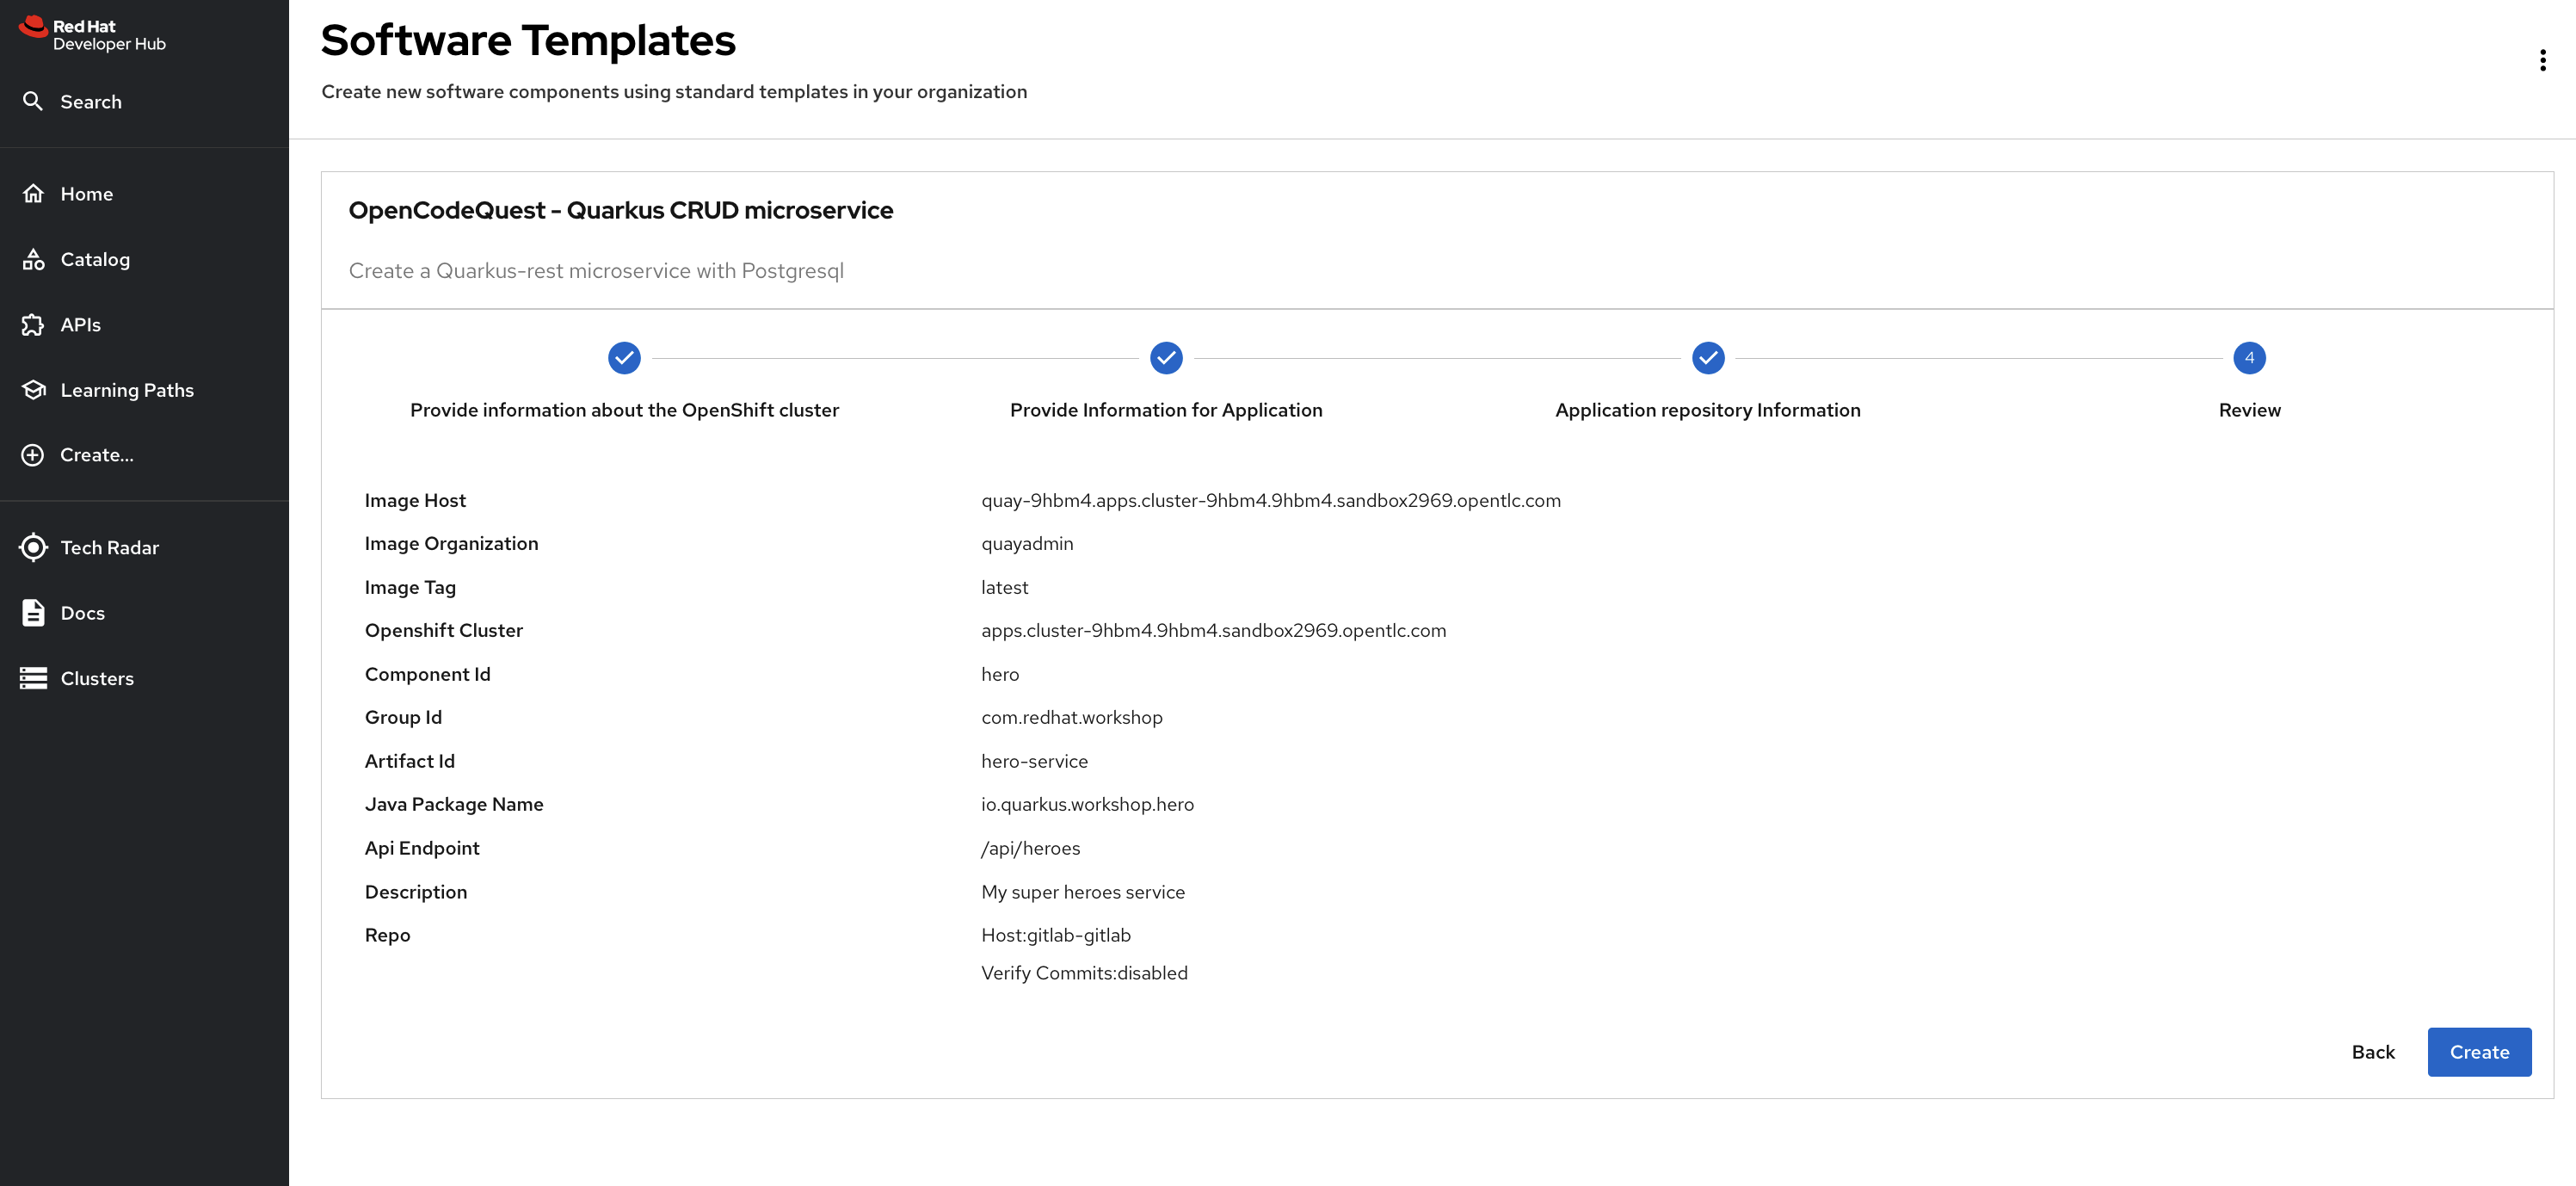 Red Hat
Developer Hub
Search
Home
Catalog
APIs
Learning Paths
Create...
Tech Radar
Docs
Clusters
Software Templates
Create new software components using standard templates in your organization
OpenCodeQuest - Quarkus CRUD microservice
Create a Quarkus-rest microservice with Postgresql
4
Provide information about the OpenShift cluster
Provide Information for Application
Application repository Information
Review
Image Host quay-9hbm4.apps.cluster-9hbm4.9hbm4.sandbox2969.opentlc.com
Image Organization quayadmin
Image Tag latest
Openshift Cluster apps.cluster-9hbm4.9hbm4.sandbox2969.opentlc.com
Component Id hero
Group Id com.redhat.workshop
Artifact Id hero-service
Java Package Name io.quarkus.workshop.hero
Api Endpoint /api/heroes
Description My super heroes service
Repo Host:gitlab-gitlab
Verify Commits:disabled
Back Create